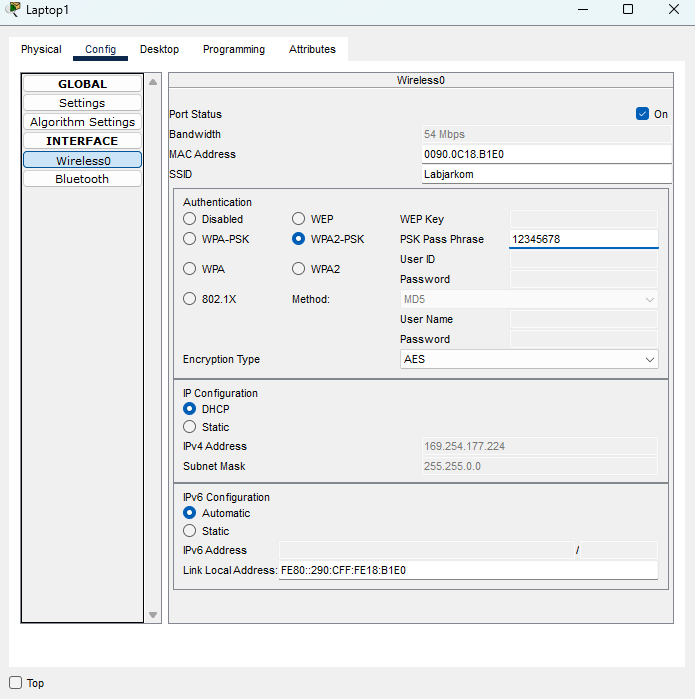 Laptop1
Physical Config Desktop Programming Attributes
GLOBAL
Settings
Algorithm Settings
INTERFACE
Wireless0
Bluetooth
Wireless0
Port Status On
Bandwidth 54 Mbps
MAC Address 0090.0C18.B1E0
SSID Labjarkom
Authentication
Disabled WEP WEP Key
WPA-PSK WPA2-PSK PSK Pass Phrase 12345678
User ID
WPA WPA2 Password
802.1X Method: MD5
User Name
Password
Encryption Type AES
IP Configuration
DHCP
Static
IPv4 Address 169.254.177.224
Subnet Mask 255.255.0.0
IPv6 Configuration
Automatic
Static
IPv6 Address /
Link Local Address: FE80::290:CFF:FE18:B1E0
Top